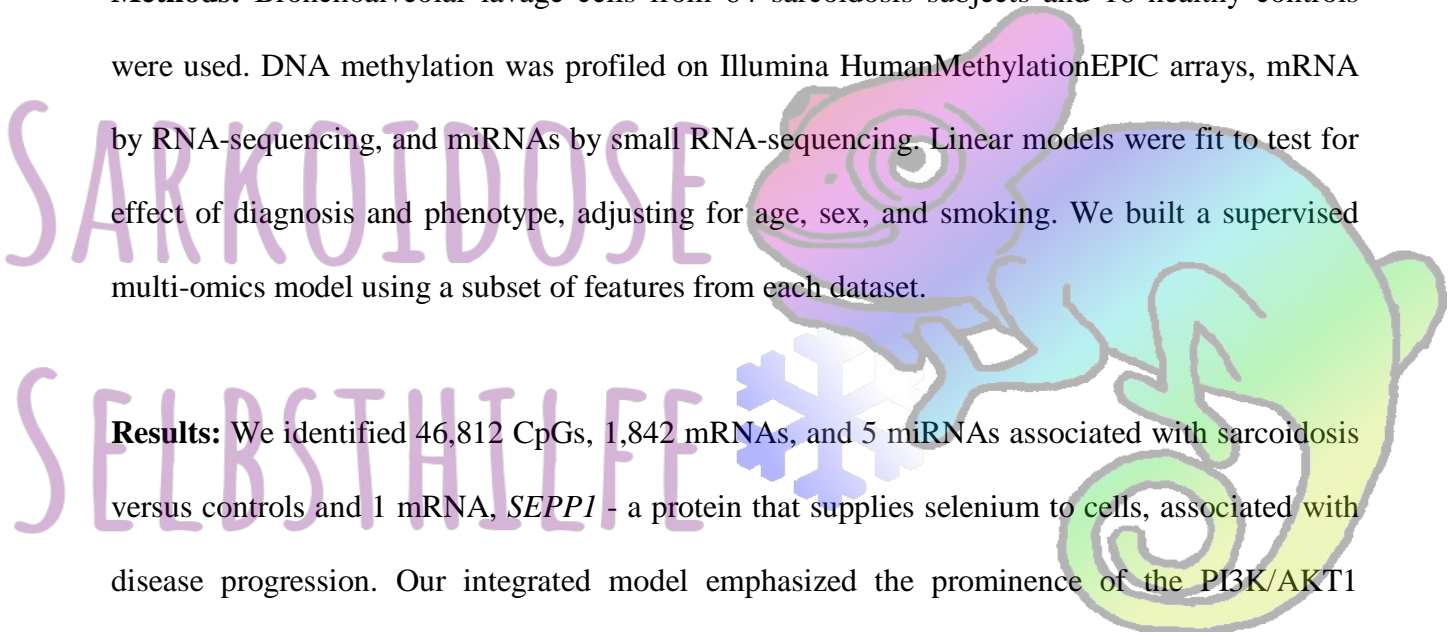 Methods: Bronchoalveolar lavage cells from 64 sarcoidosis subjects and 16 healthy controls
were used. DNA methylation was profiled on Illumina HumanMethylationEPIC arrays, mRNA
by RNA-sequencing, and miRNAs by small RNA-sequencing. Linear models were fit to test for
effect of diagnosis and phenotype, adjusting for age, sex, and smoking. We built a supervised
multi-omics model using a subset of features from each dataset.
Results: We identified 46,812 CpGs, 1,842 mRNAs, and 5 miRNAs associated with sarcoidosis
versus controls and 1 mRNA, SEPP1 - a protein that supplies selenium to cells, associated with
disease progression. Our integrated model emphasized the prominence of the PI3K/AKT1
SARKOIDOSE
SELBSTHILFE